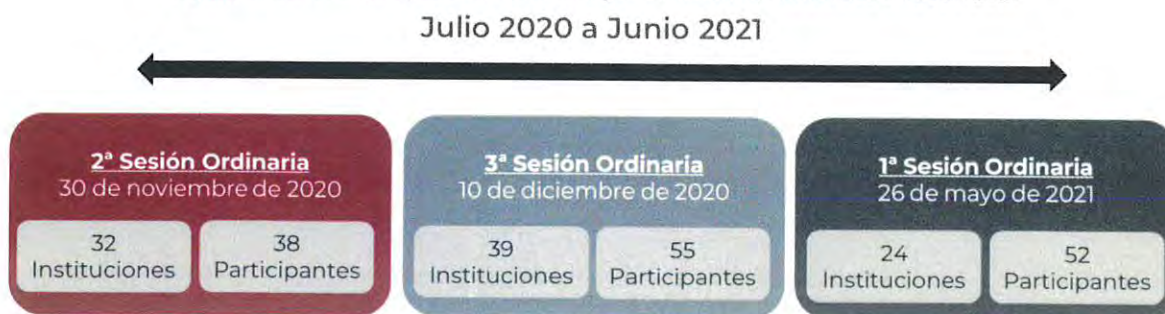 Julio 2020 a Junio 2021
2ª Sesión Ordinaria
30 de noviembre de 2020
32
Instituciones
38
Participantes
3ª Sesión Ordinaria
10 de diciembre de 2020
39
Instituciones
55
Participantes
1ª Sesión Ordinaria
26 de mayo de 2021
24
Instituciones
52
Participantes